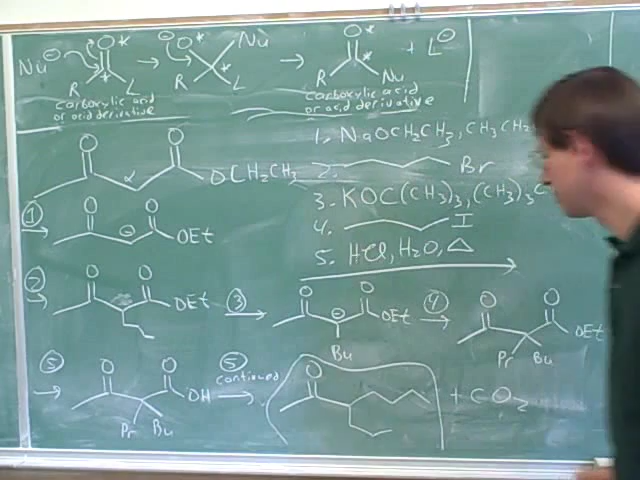 Nu⊖ O* R * L → ⊖O* Nu R * L → O* R * Nu + L⊖
carboxylic acid
or acid derivative
carboxylic acid
or acid derivative
O O α OCH₂CH₃
1. NaOCH₂CH₃, CH₃CH₂
2. Br
3. KOC(CH₃)₃, (CH₃)₃C
4. I
5. HCl, H₂O, △
① → O ⊖ O OEt
② → O O OEt ③ → O ⊖ O OEt Bu ④ → O O OEt Pr Bu
⑤ → O O OH Pr Bu ⑤ continued → O + CO₂